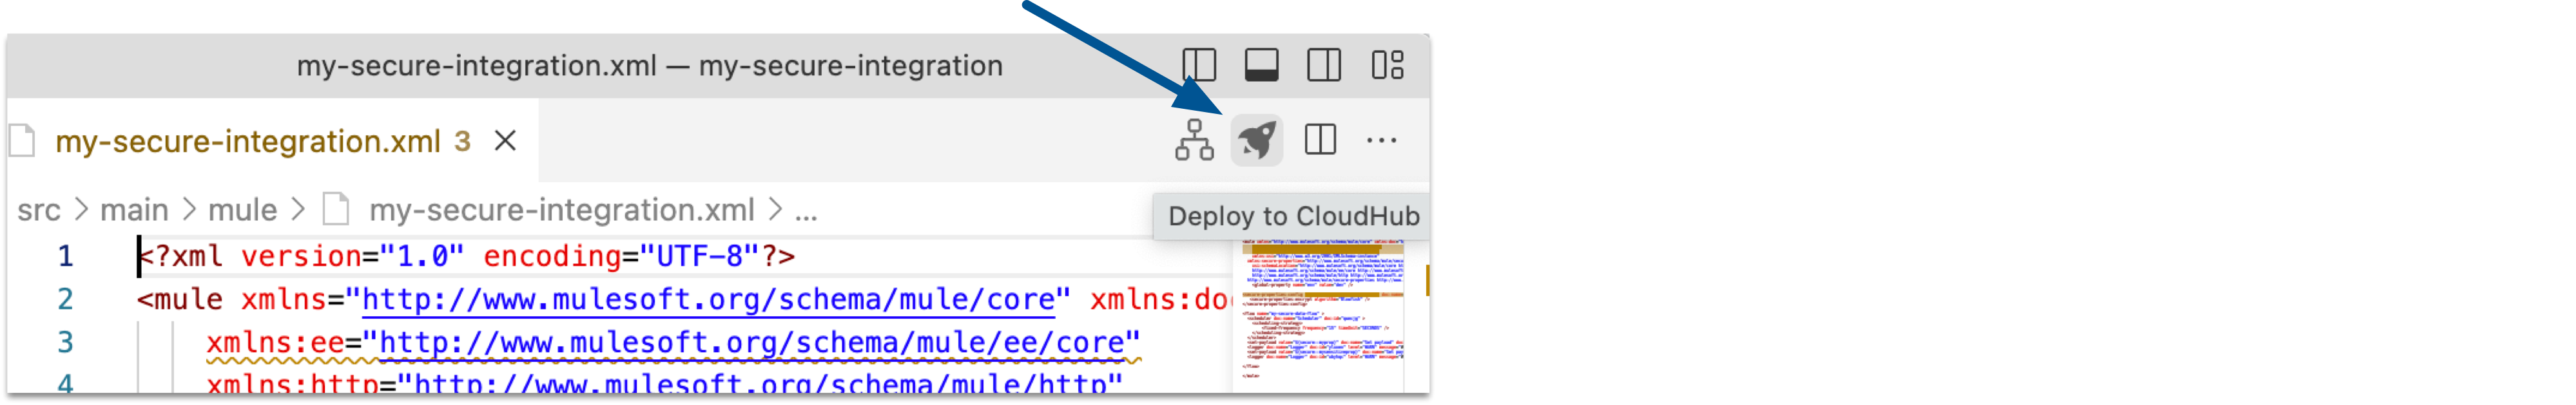 my-secure-integration.xml — my-secure-integration
my-secure-integration.xml 3
src > main > mule > my-secure-integration.xml > ...
Deploy to CloudHub
1 <?xml version="1.0" encoding="UTF-8"?>
2 <mule xmlns="http://www.mulesoft.org/schema/mule/core" xmlns:do
3 xmlns:ee="http://www.mulesoft.org/schema/mule/ee/core"
4 xmlns:http="http://www.mulesoft.org/schema/mule/http"